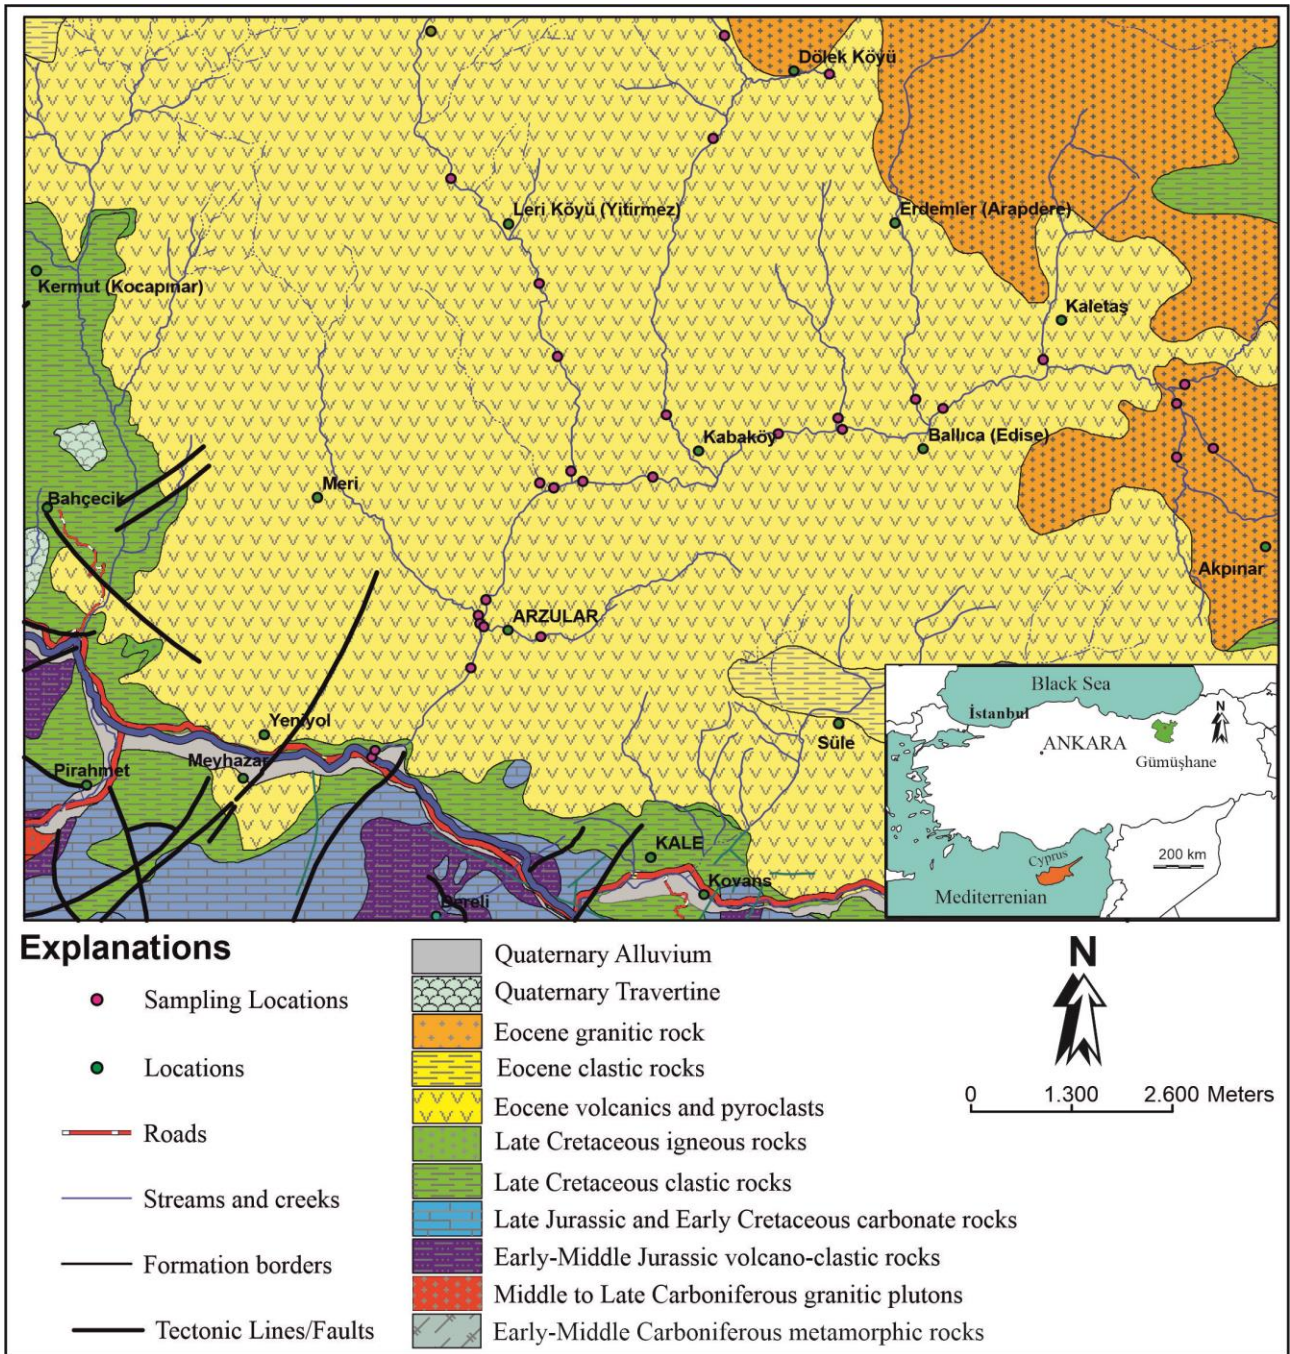 Dölek Köyü
Leri Köyü (Yitirmez)
Erdemler (Arapdere)
Kermut (Kocapınar)
Kaletaş
Kabaköy
Ballıca (Edise)
Meri
Bahçecik
Akpınar
ARZULAR
Yeniyol
Süle
Meyhazar
Pirahmet
KALE
Kovans
Dereli
Black Sea
İstanbul
N
ANKARA
Gümüşhane
Cyprus
200 km
Mediterrenian
Explanations
Sampling Locations
Locations
Roads
Streams and creeks
Formation borders
Tectonic Lines/Faults
Quaternary Alluvium
Quaternary Travertine
Eocene granitic rock
Eocene clastic rocks
Eocene volcanics and pyroclasts
Late Cretaceous igneous rocks
Late Cretaceous clastic rocks
Late Jurassic and Early Cretaceous carbonate rocks
Early-Middle Jurassic volcano-clastic rocks
Middle to Late Carboniferous granitic plutons
Early-Middle Carboniferous metamorphic rocks
N
0 1.300 2.600 Meters